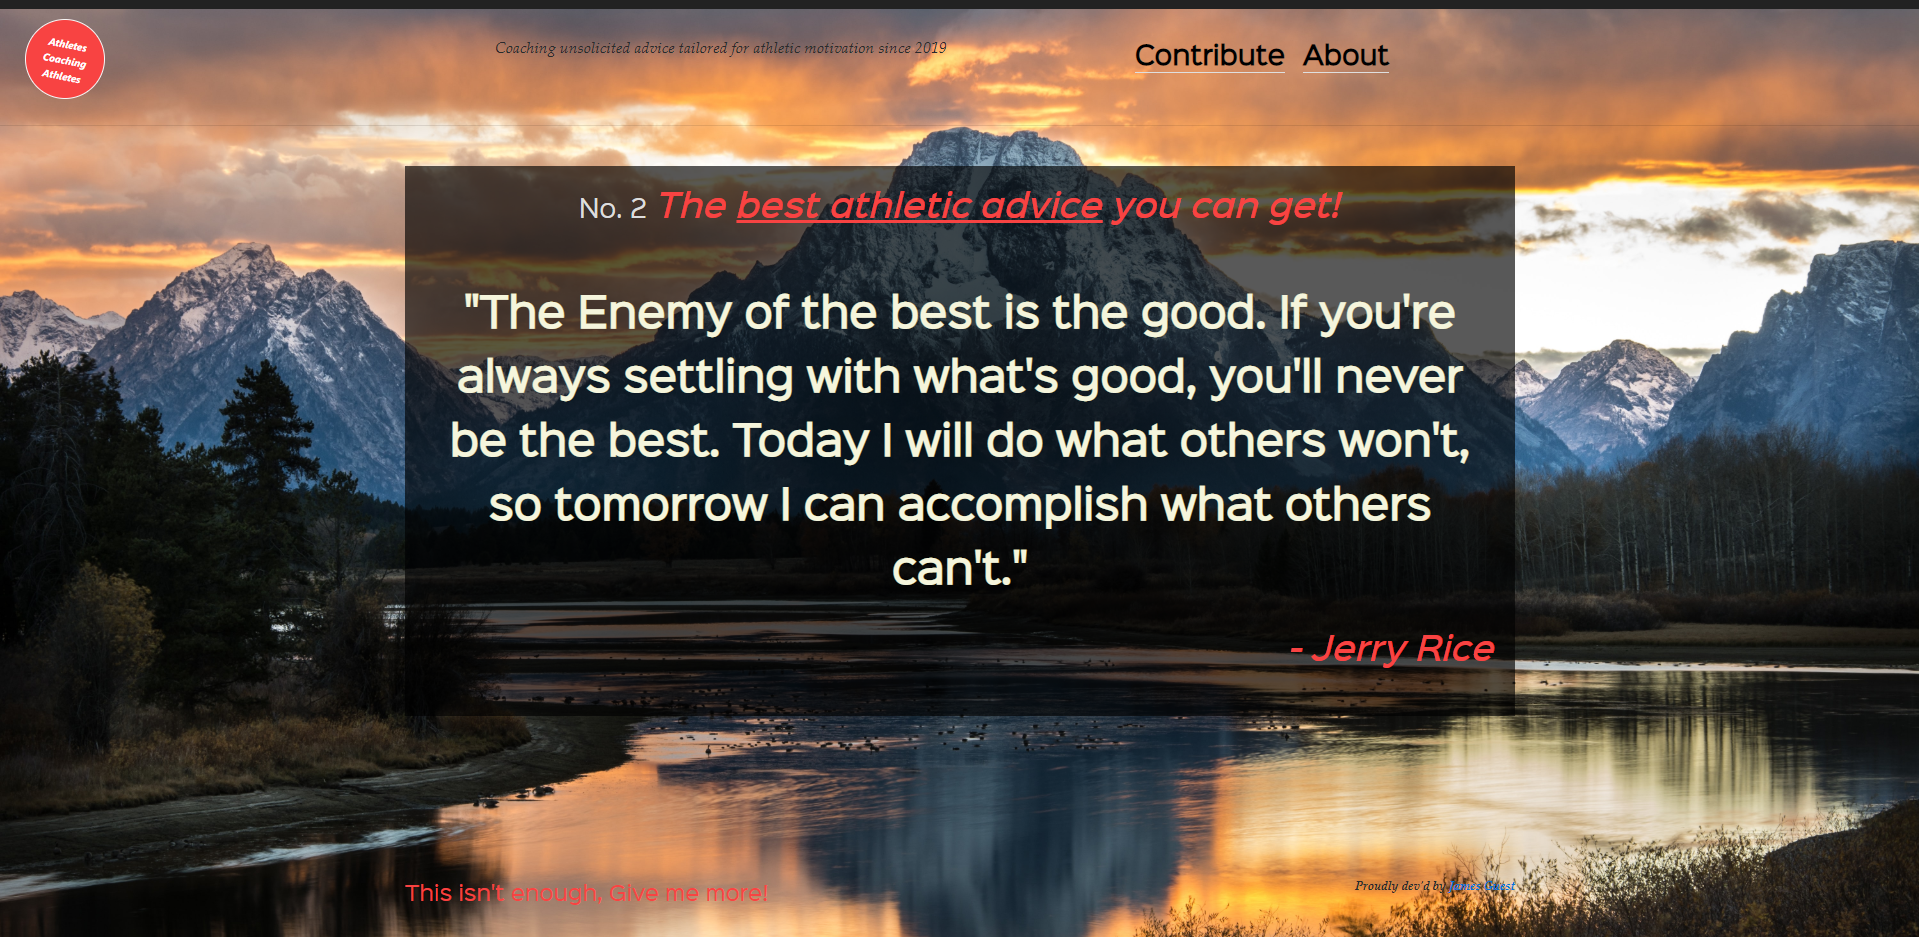 Athletes
Coaching
Athletes
Coaching unsolicited advice tailored for athletic motivation since 2019
Contribute About
No. 2 The best athletic advice you can get!
"The Enemy of the best is the good. If you're
always settling with what's good, you'll never
be the best. Today I will do what others won't,
so tomorrow I can accomplish what others
can't."
- Jerry Rice
This isn't enough. Give me more!
Proudly dev'd by James